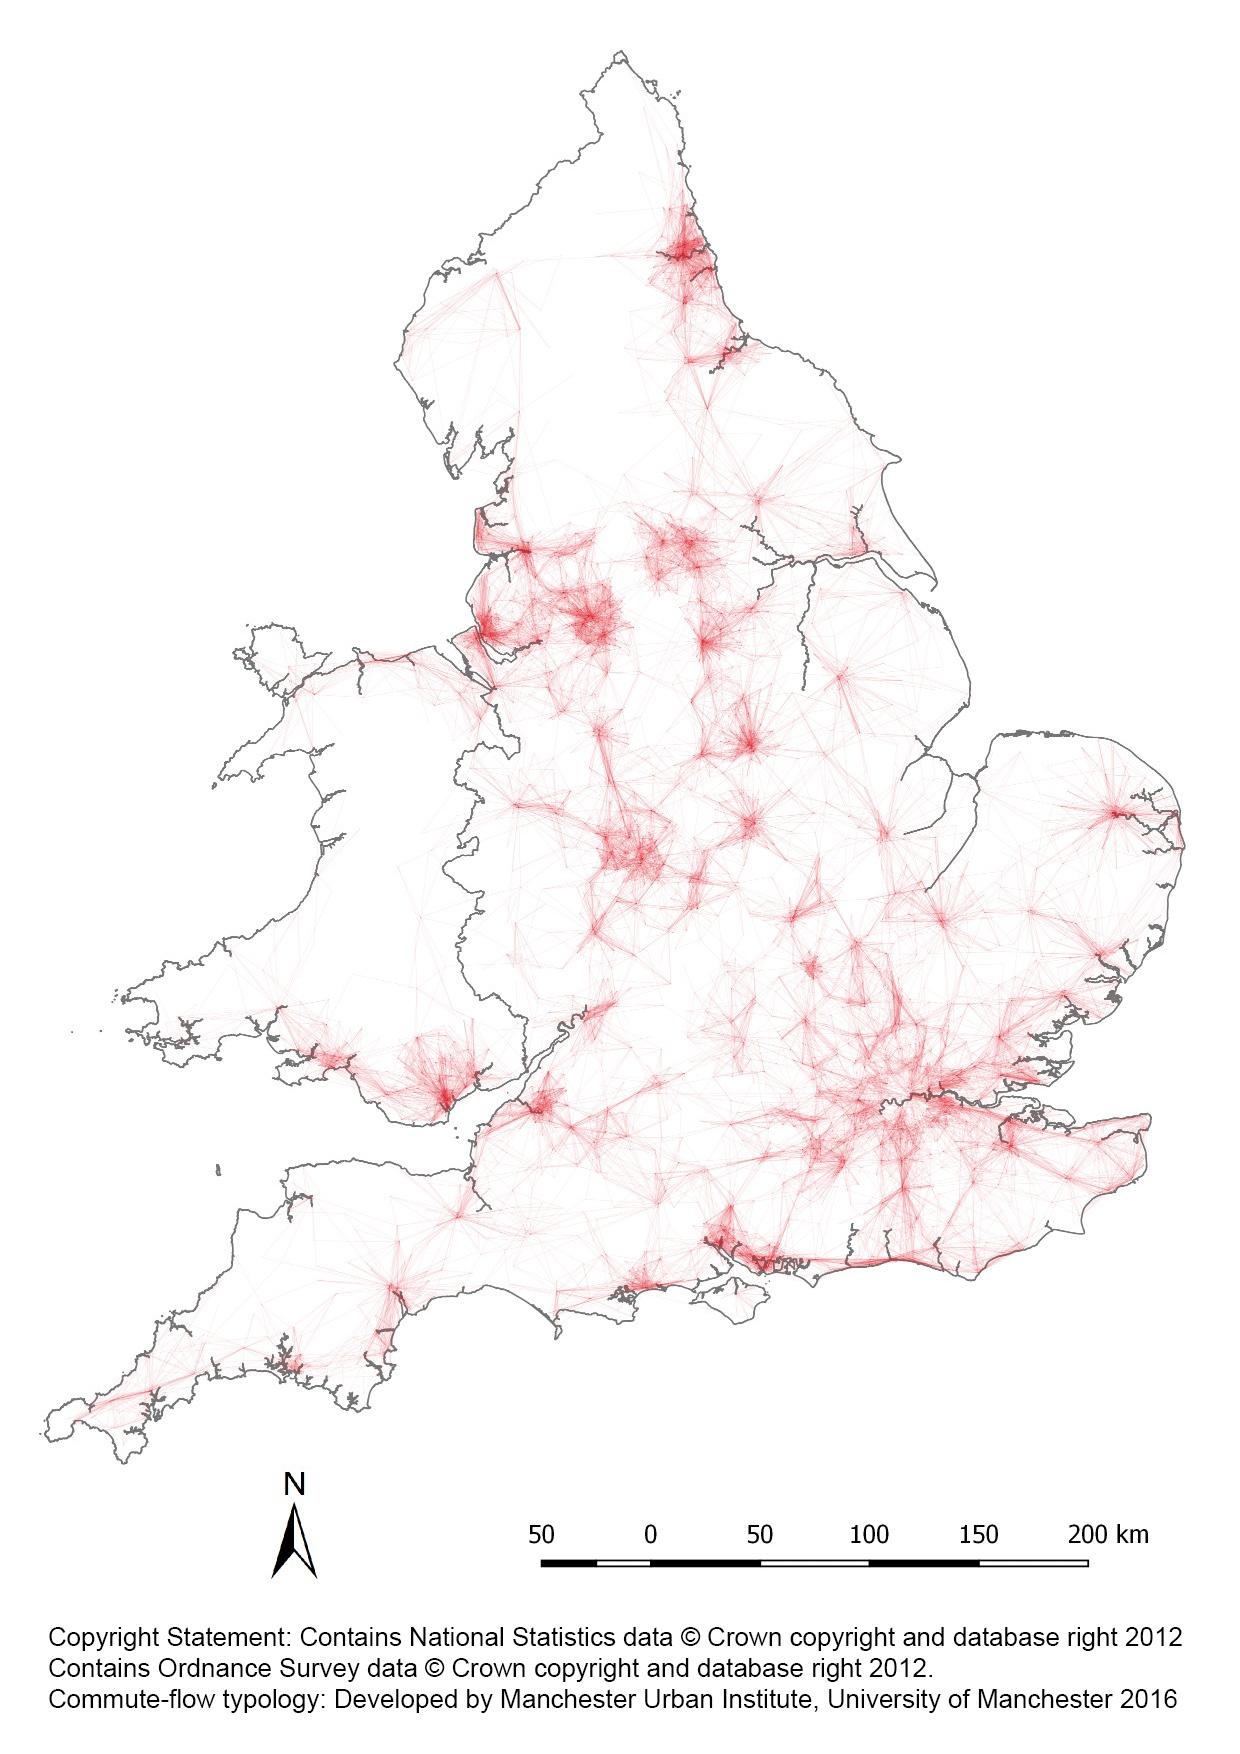 N
50 0 50 100 150 200 km
Copyright Statement: Contains National Statistics data © Crown copyright and database right 2012
Contains Ordnance Survey data © Crown copyright and database right 2012.
Commute-flow typology: Developed by Manchester Urban Institute, University of Manchester 2016